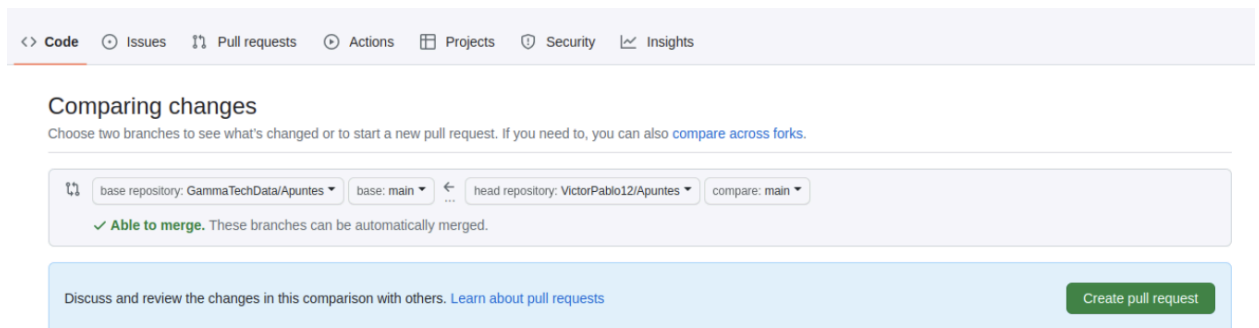 <> Code Issues Pull requests Actions Projects Security Insights
Comparing changes
Choose two branches to see what's changed or to start a new pull request. If you need to, you can also compare across forks.
base repository: GammaTechData/Apuntes base: main ← ... head repository: VictorPablo12/Apuntes compare: main
✓ Able to merge. These branches can be automatically merged.
Discuss and review the changes in this comparison with others. Learn about pull requests Create pull request